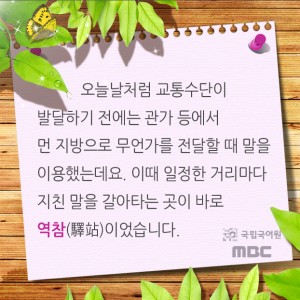 오늘날처럼 교통수단이
발달하기 전에는 관가 등에서
먼 지방으로 무언가를 전달할 때 말을
이용했는데요. 이때 일정한 거리마다
지친 말을 갈아타는 곳이 바로
역참(驛站)이었습니다.
국립국어원
MBC